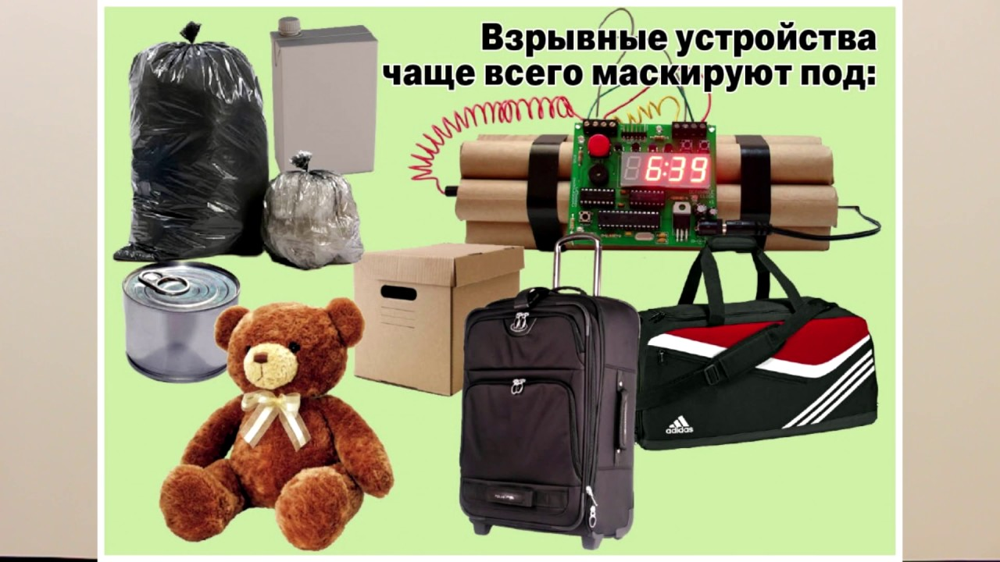 Взрывные устройства
чаще всего маскируют под:
6:39
adidas